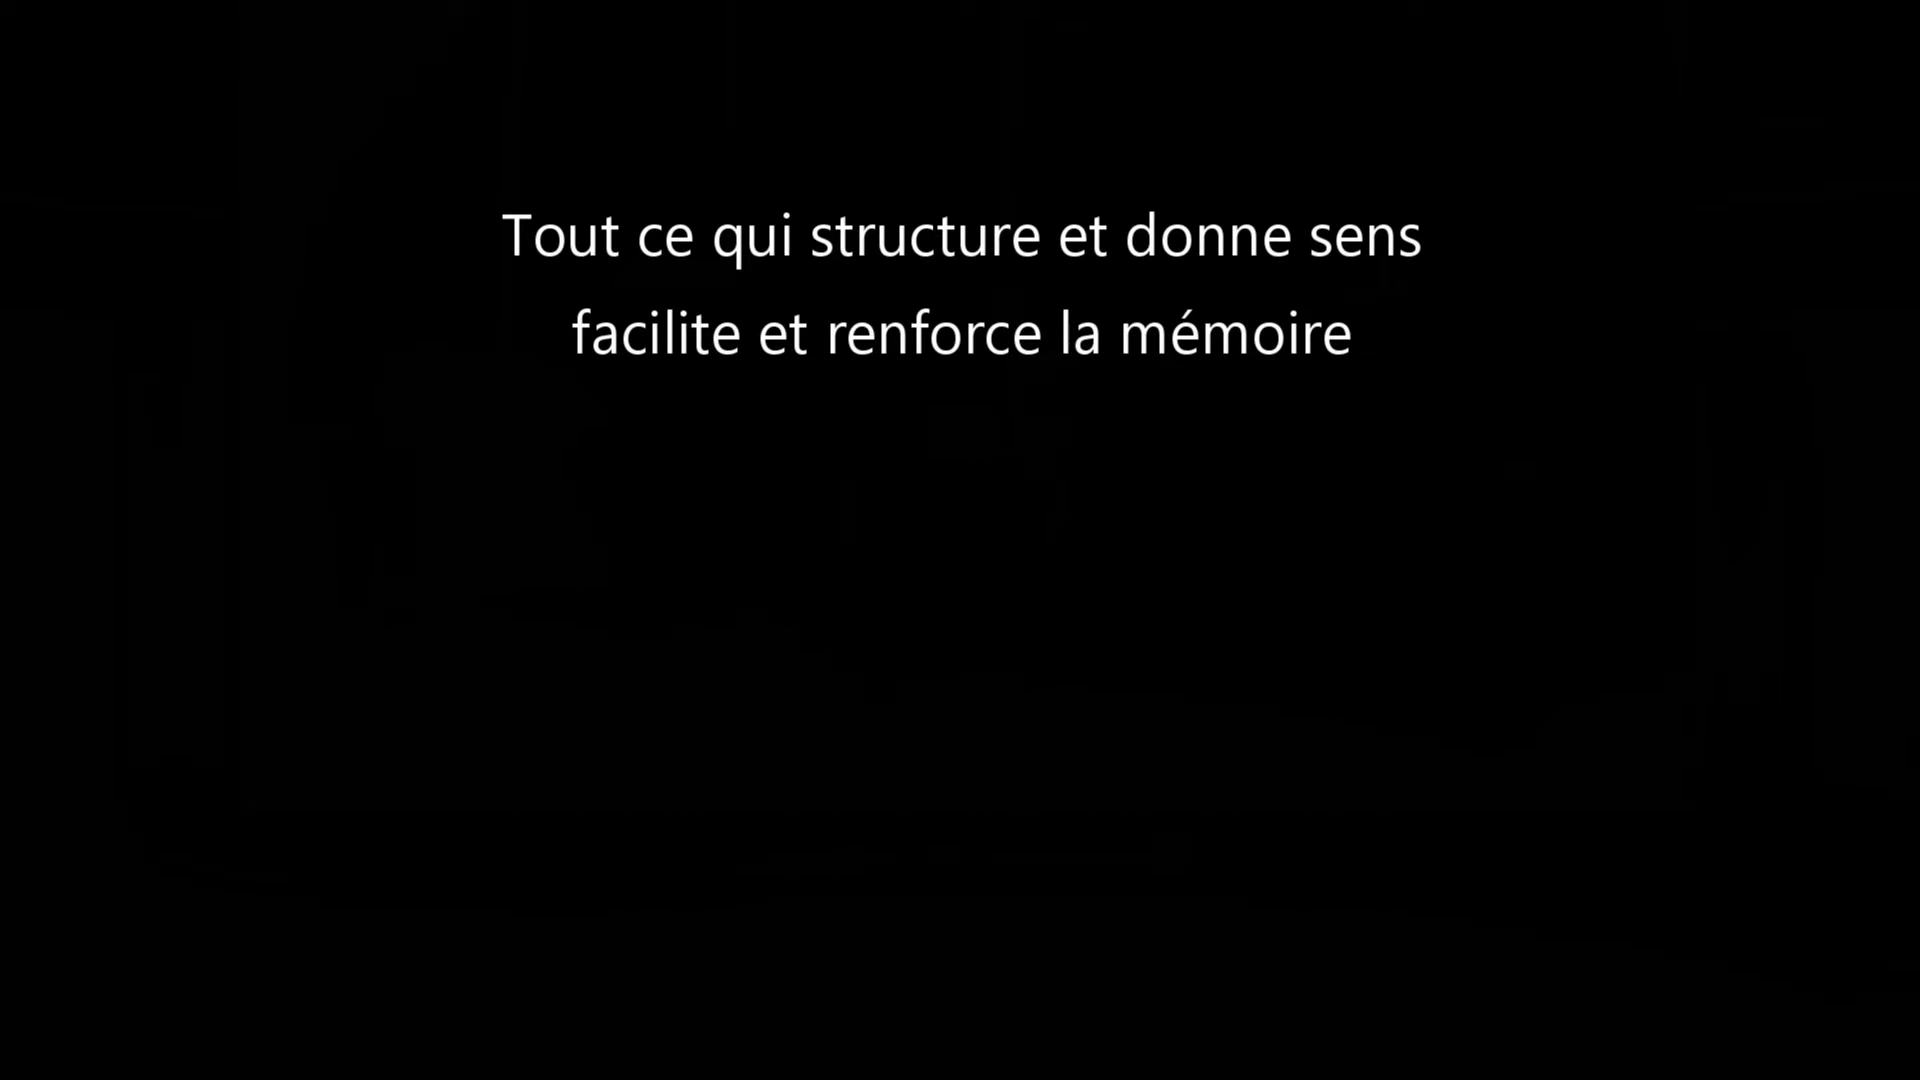 Tout ce qui structure et donne sens
facilite et renforce la mémoire